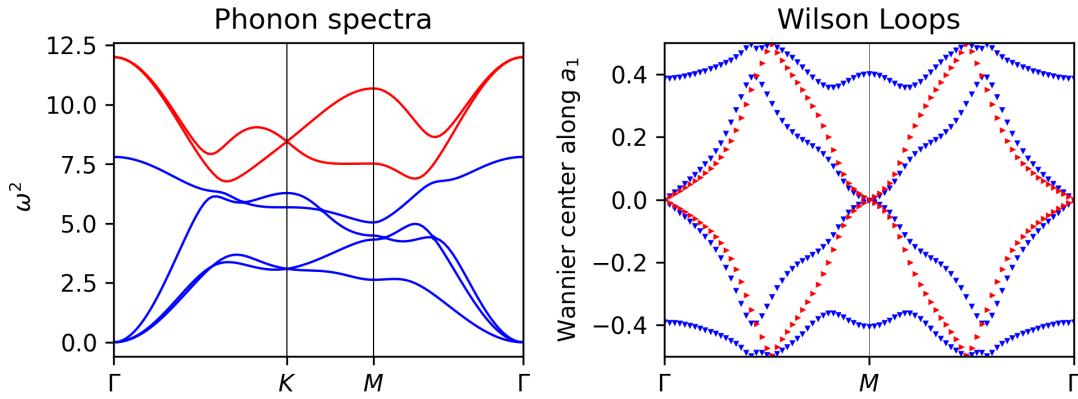 Phonon spectra
12.5
10.0
7.5
5.0
2.5
0.0
ω²
Γ
K
M
Γ
Wilson Loops
0.4
0.2
0.0
−0.2
−0.4
Wannier center along a₁
Γ
M
Γ